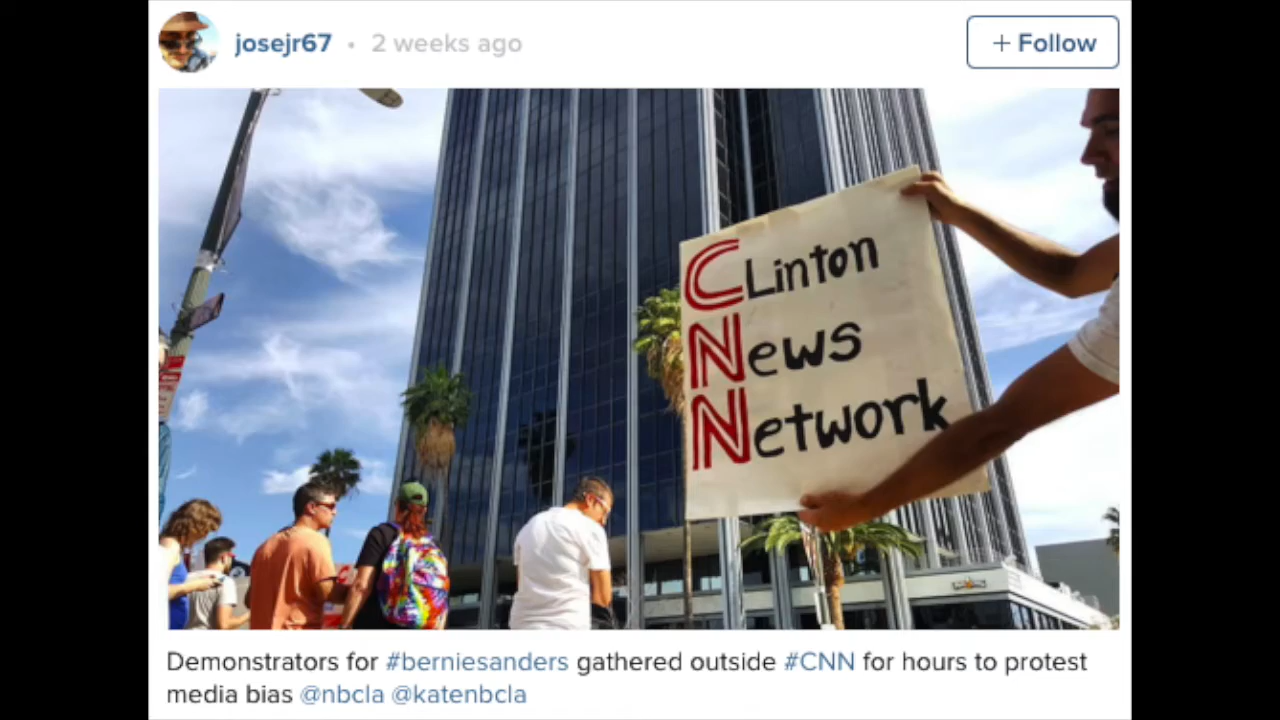 josejr67 • 2 weeks ago
+ Follow
CLinton
News
Network
Demonstrators for #berniesanders gathered outside #CNN for hours to protest
media bias @nbcla @katenbcla